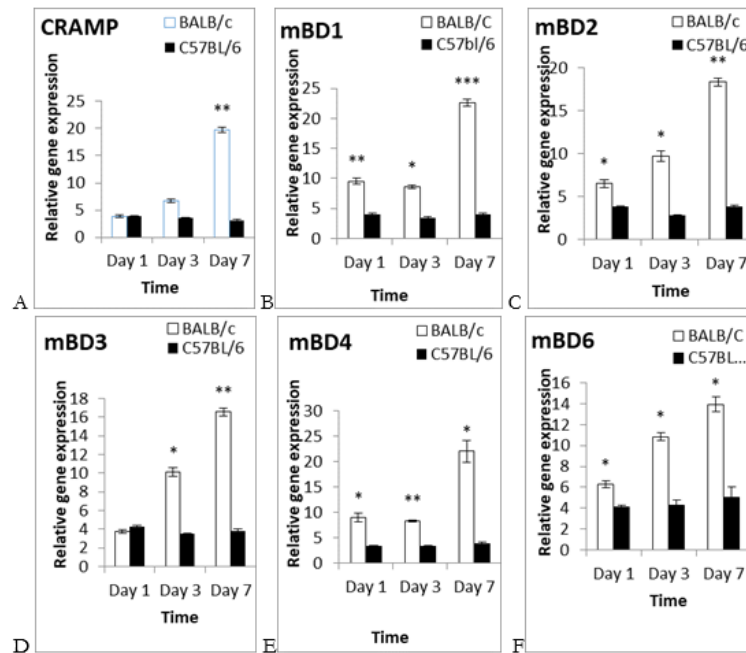 CRAMP
BALB/c
C57BL/6
Relative gene expression
25
20
15
10
5
0
**
Day 1 Day 3 Day 7
Time
A
mBD1
BALB/C
C57bl/6
Relative gene expression
25
20
15
10
5
0
** * ***
Day 1 Day 3 Day 7
Time
B
mBD2
BALB/c
C57BL/6
Relative gene expression
20
15
10
5
0
* * **
Day 1 Day 3 Day 7
Time
C
mBD3
BALB/c
C57BL/6
Relative gene expression
18
16
14
12
10
8
6
4
2
0
* **
Day 1 Day 3 Day 7
Time
D
mBD4
BALB/C
C57BL/6
Relative gene expression
30
25
20
15
10
5
0
* ** *
Day 1 Day 3 Day 7
Time
E
mBD6
BALB/C
C57BL...
Relative gene expression
16
14
12
10
8
6
4
2
0
* * *
Day 1 Day 3 Day 7
Time
F